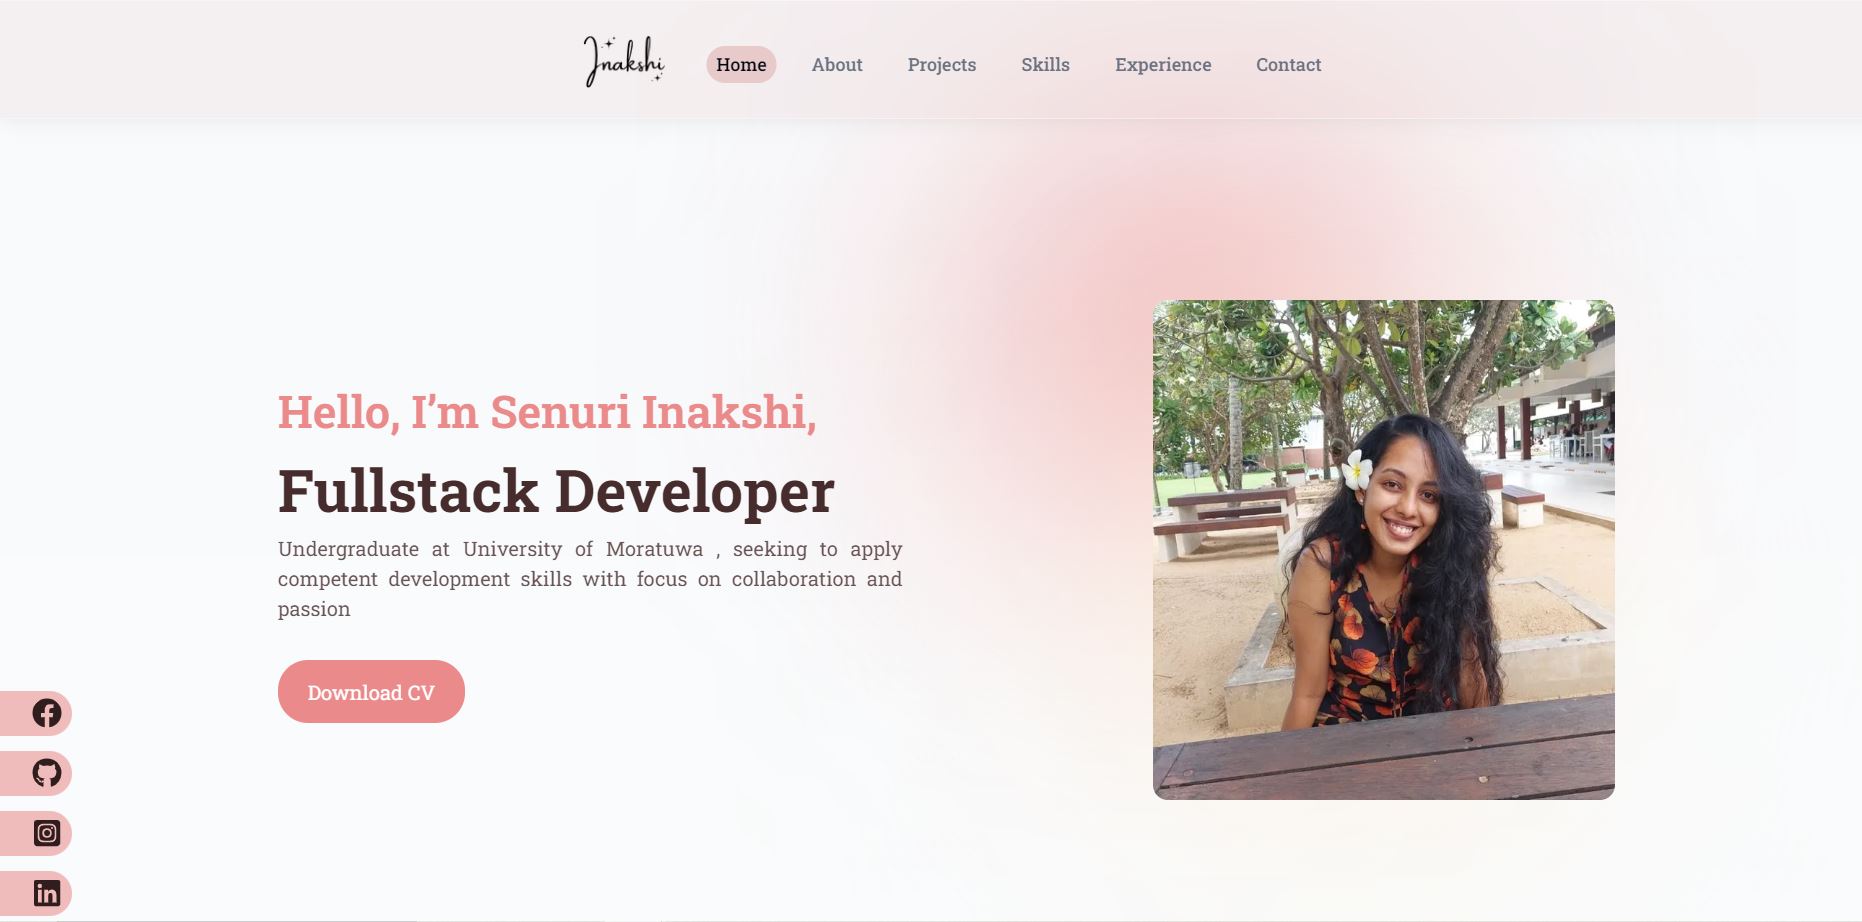 Inakshi
Home About Projects Skills Experience Contact
Hello, I’m Senuri Inakshi,
Fullstack Developer
Undergraduate at University of Moratuwa , seeking to apply
competent development skills with focus on collaboration and
passion
Download CV